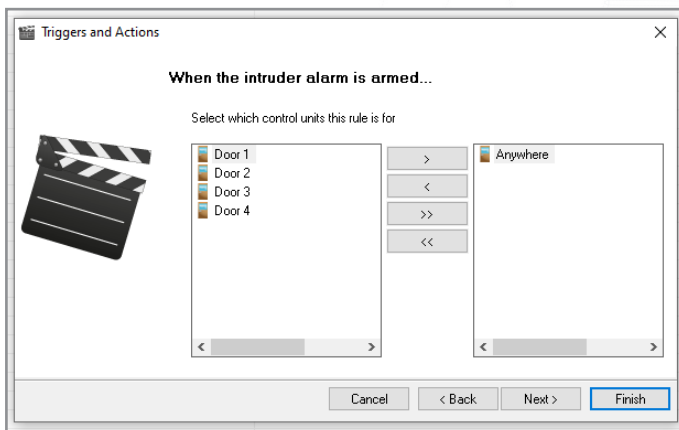 Triggers and Actions
When the intruder alarm is armed...
Select which control units this rule is for
Door 1
Door 2
Door 3
Door 4
>
<
>>
<<
Anywhere
Cancel
< Back
Next >
Finish